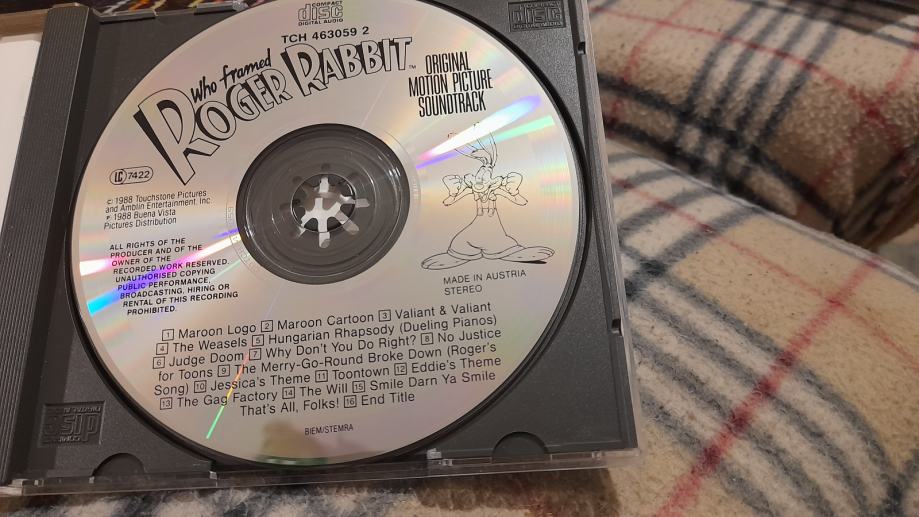 COMPACT
disc
DIGITAL AUDIO
COMPACT
disc
DIGITAL AUDIO
TCH 463059 2
Who Framed
ROGER RABBIT™
ORIGINAL
MOTION PICTURE
SOUNDTRACK
LC 7422
©: 1988 Touchstone Pictures
and Amblin Entertainment, Inc.
℗ 1988 Buena Vista
Pictures Distribution
ALL RIGHTS OF THE
PRODUCER AND OF THE
OWNER OF THE
RECORDED WORK RESERVED.
UNAUTHORISED COPYING
PUBLIC PERFORMANCE,
BROADCASTING, HIRING OR
RENTAL OF THIS RECORDING
PROHIBITED.
MADE IN AUSTRIA
STEREO
1 Maroon Logo 2 Maroon Cartoon 3 Valiant & Valiant
4 The Weasels 5 Hungarian Rhapsody (Dueling Pianos)
6 Judge Doom 7 Why Don't You Do Right? 8 No Justice
for Toons 9 The Merry-Go-Round Broke Down (Roger's
Song) 10 Jessica's Theme 11 Toontown 12 Eddie's Theme
13 The Gag Factory 14 The Will 15 Smile Darn Ya Smile
That's All, Folks! 16 End Title
BIEM/STEMRA